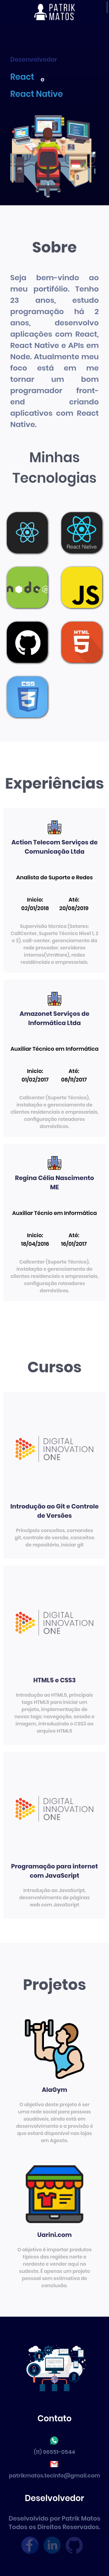 PATRIK
MATOS
Desenvolvedor
React
React Native
Sobre
Seja bem-vindo ao
meu portifólio. Tenho
23 anos, estudo
programação há 2
anos, desenvolvo
aplicações com React,
React Native e APIs em
Node. Atualmente meu
foco está em me
tornar um bom
programador front-
end criando
aplicativos com React
Native.
Minhas
Tecnologias
React Native
node
JS
JS
HTML
5
CSS
3
Experiências
Action Telecom Serviços de
Comunicação Ltda
Analista de Suporte e Redes
Início: Até:
02/01/2018 20/08/2019
Supervisão técnica (Setores:
CallCenter, Suporte Técnico Nível 1, 2
e 3), call-center, gerenciamento da
rede provedor, servidores
internos(VmWare), redes
residênciais e empresariais.
Amazonet Serviços de
Informática Ltda
Auxiliar Técnico em Informática
Início: Até:
01/02/2017 08/11/2017
Callcenter (Suporte Técnico),
instalação e gerenciamento de
clientes residenciais e empresariais,
configuração roteadores
domésticos.
Regina Célia Nascimento
ME
Auxiliar Técnio em Informática
Início: Até:
18/04/2016 16/01/2017
Callcenter (Suporte Técnico),
instalação e gerenciamento de
clientes residenciais e empresariais,
configuração roteadores
domésticos.
Cursos
DIGITAL
INNOVATION
ONE
Introdução ao Git e Controle
de Versões
Principais conceitos, comandos
git, controle de versão, conceitos
de repositório, iniciar git
DIGITAL
INNOVATION
ONE
HTML5 e CSS3
Introdução ao HTML5, principais
tags HTML5 para iniciar um
projeto, implementação de
novas tags: navegação, sessão e
imagem, introduzindo o CSS3 ao
arquivo HTML5
DIGITAL
INNOVATION
ONE
Programação para internet
com JavaScript
Introdução ao JavaScript,
desenvolvimento de páginas
web com JavaScript
Projetos
AlaGym
O objetivo deste projeto é ser
uma rede social para pessoas
saudáveis, ainda está em
desenvolvimento e a previsão é
que estará disponível nas lojas
em Agosto.
Uarini.com
O objetivo é importar produtos
típicos das regiões norte e
nordeste e vender aqui no
sudeste. É apenas um projeto
pessoal sem estimativa de
conclusão.
Contato
(11) 96551-0544
patrikmatos.tecinfo@gmail.com
Deselvolvedor
Desolvolvido por Patrik Matos
Todos os Direitos Reservados.